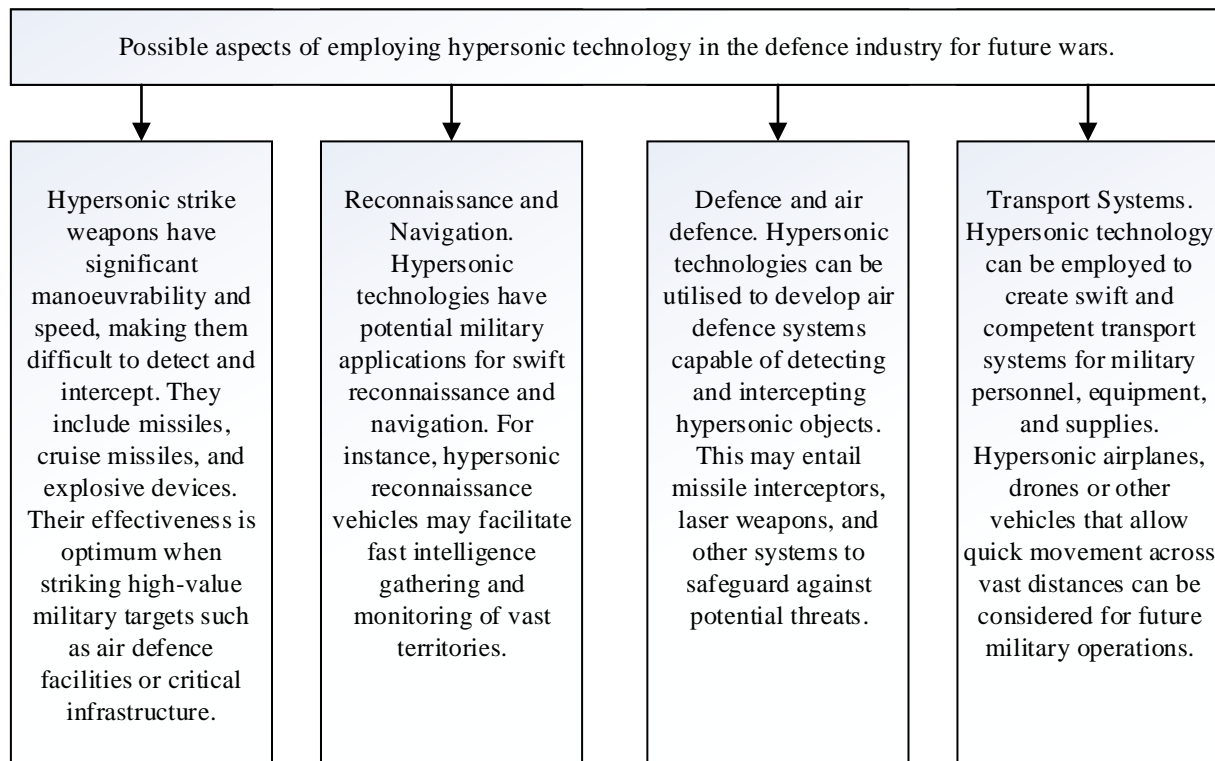 Possible aspects of employing hypersonic technology in the defence industry for future wars.
Hypersonic strike
weapons have
significant
manoeuvrability and
speed, making them
difficult to detect and
intercept. They
include missiles,
cruise missiles, and
explosive devices.
Their effectiveness is
optimum when
striking high-value
military targets such
as air defence
facilities or critical
infrastructure.
Reconnaissance and
Navigation.
Hypersonic
technologies have
potential military
applications for swift
reconnaissance and
navigation. For
instance, hypersonic
reconnaissance
vehicles may facilitate
fast intelligence
gathering and
monitoring of vast
territories.
Defence and air
defence. Hypersonic
technologies can be
utilised to develop air
defence systems
capable of detecting
and intercepting
hypersonic objects.
This may entail
missile interceptors,
laser weapons, and
other systems to
safeguard against
potential threats.
Transport Systems.
Hypersonic technology
can be employed to
create swift and
competent transport
systems for military
personnel, equipment,
and supplies.
Hypersonic airplanes,
drones or other
vehicles that allow
quick movement across
vast distances can be
considered for future
military operations.